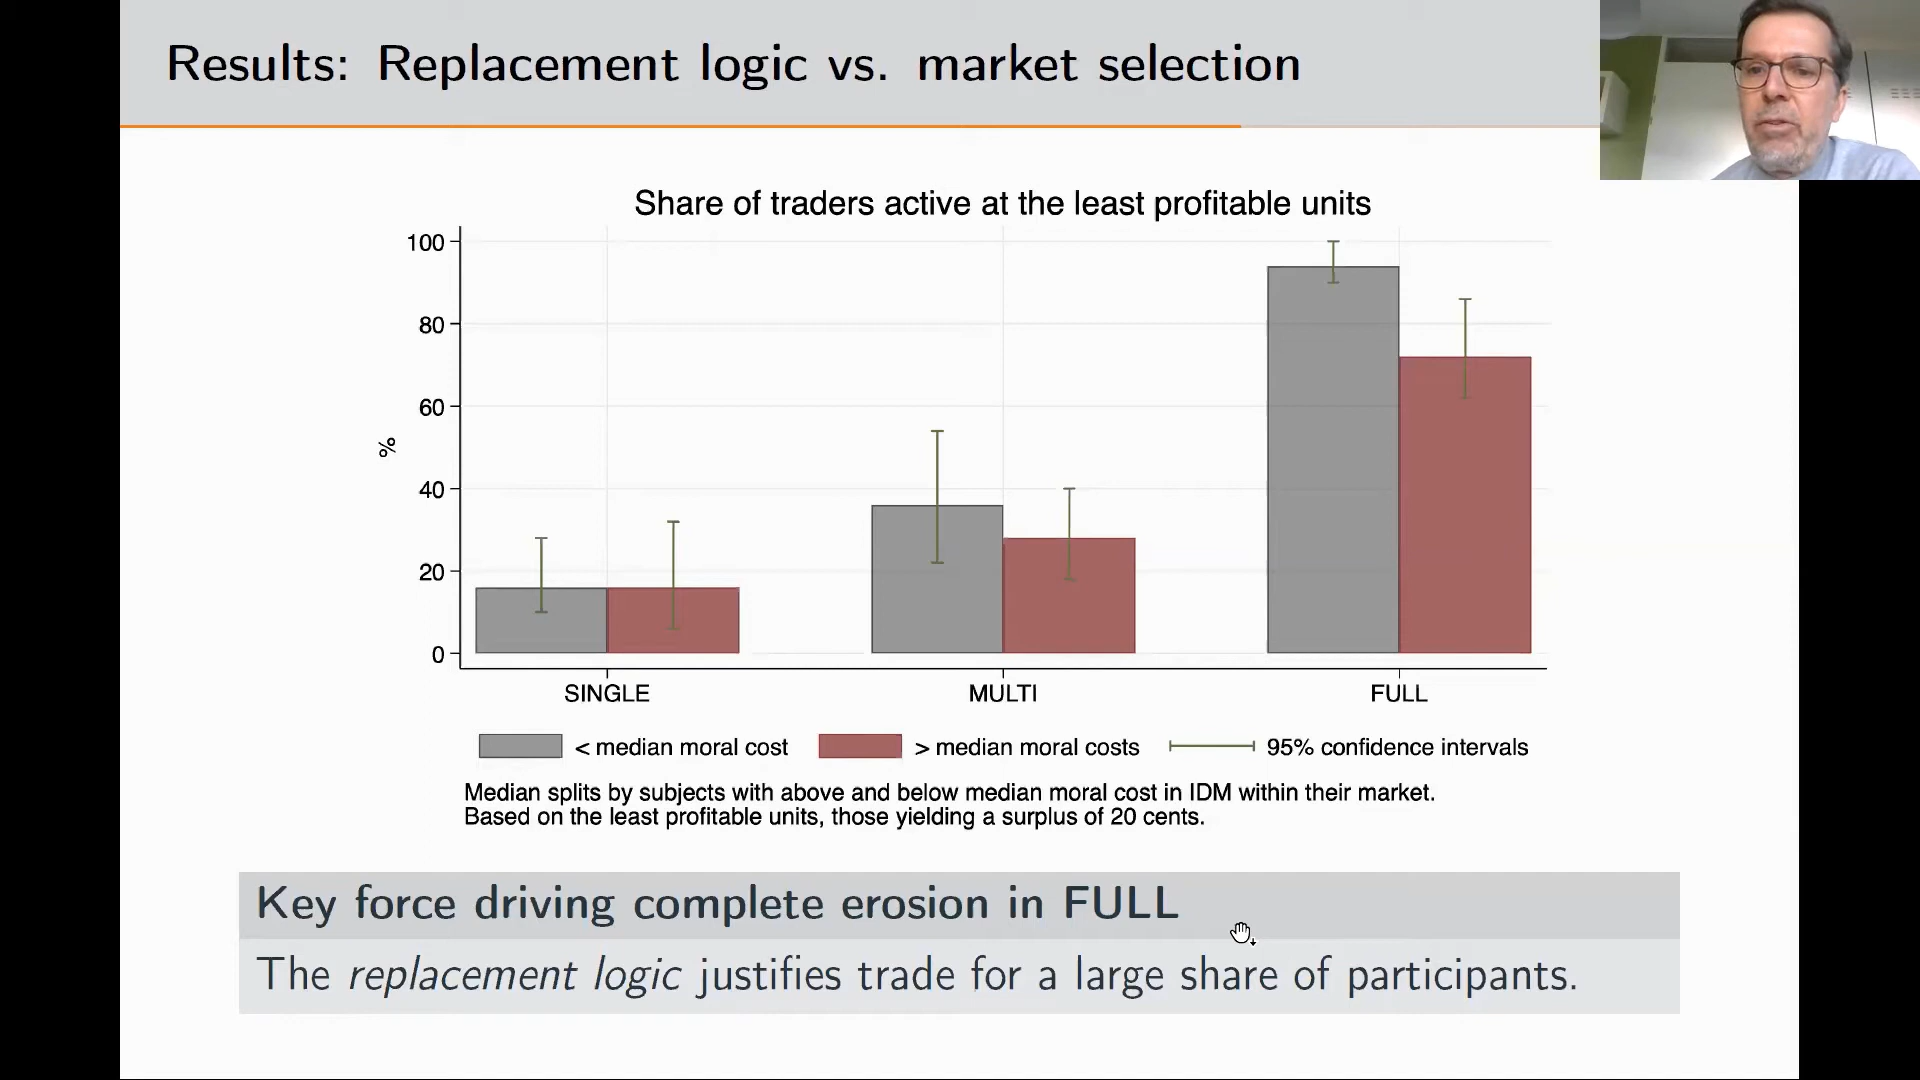 Results: Replacement logic vs. market selection
Share of traders active at the least profitable units
100
80
60
40
20
0
%
SINGLE MULTI FULL
< median moral cost > median moral costs 95% confidence intervals
Median splits by subjects with above and below median moral cost in IDM within their market.
Based on the least profitable units, those yielding a surplus of 20 cents.
Key force driving complete erosion in FULL
The replacement logic justifies trade for a large share of participants.